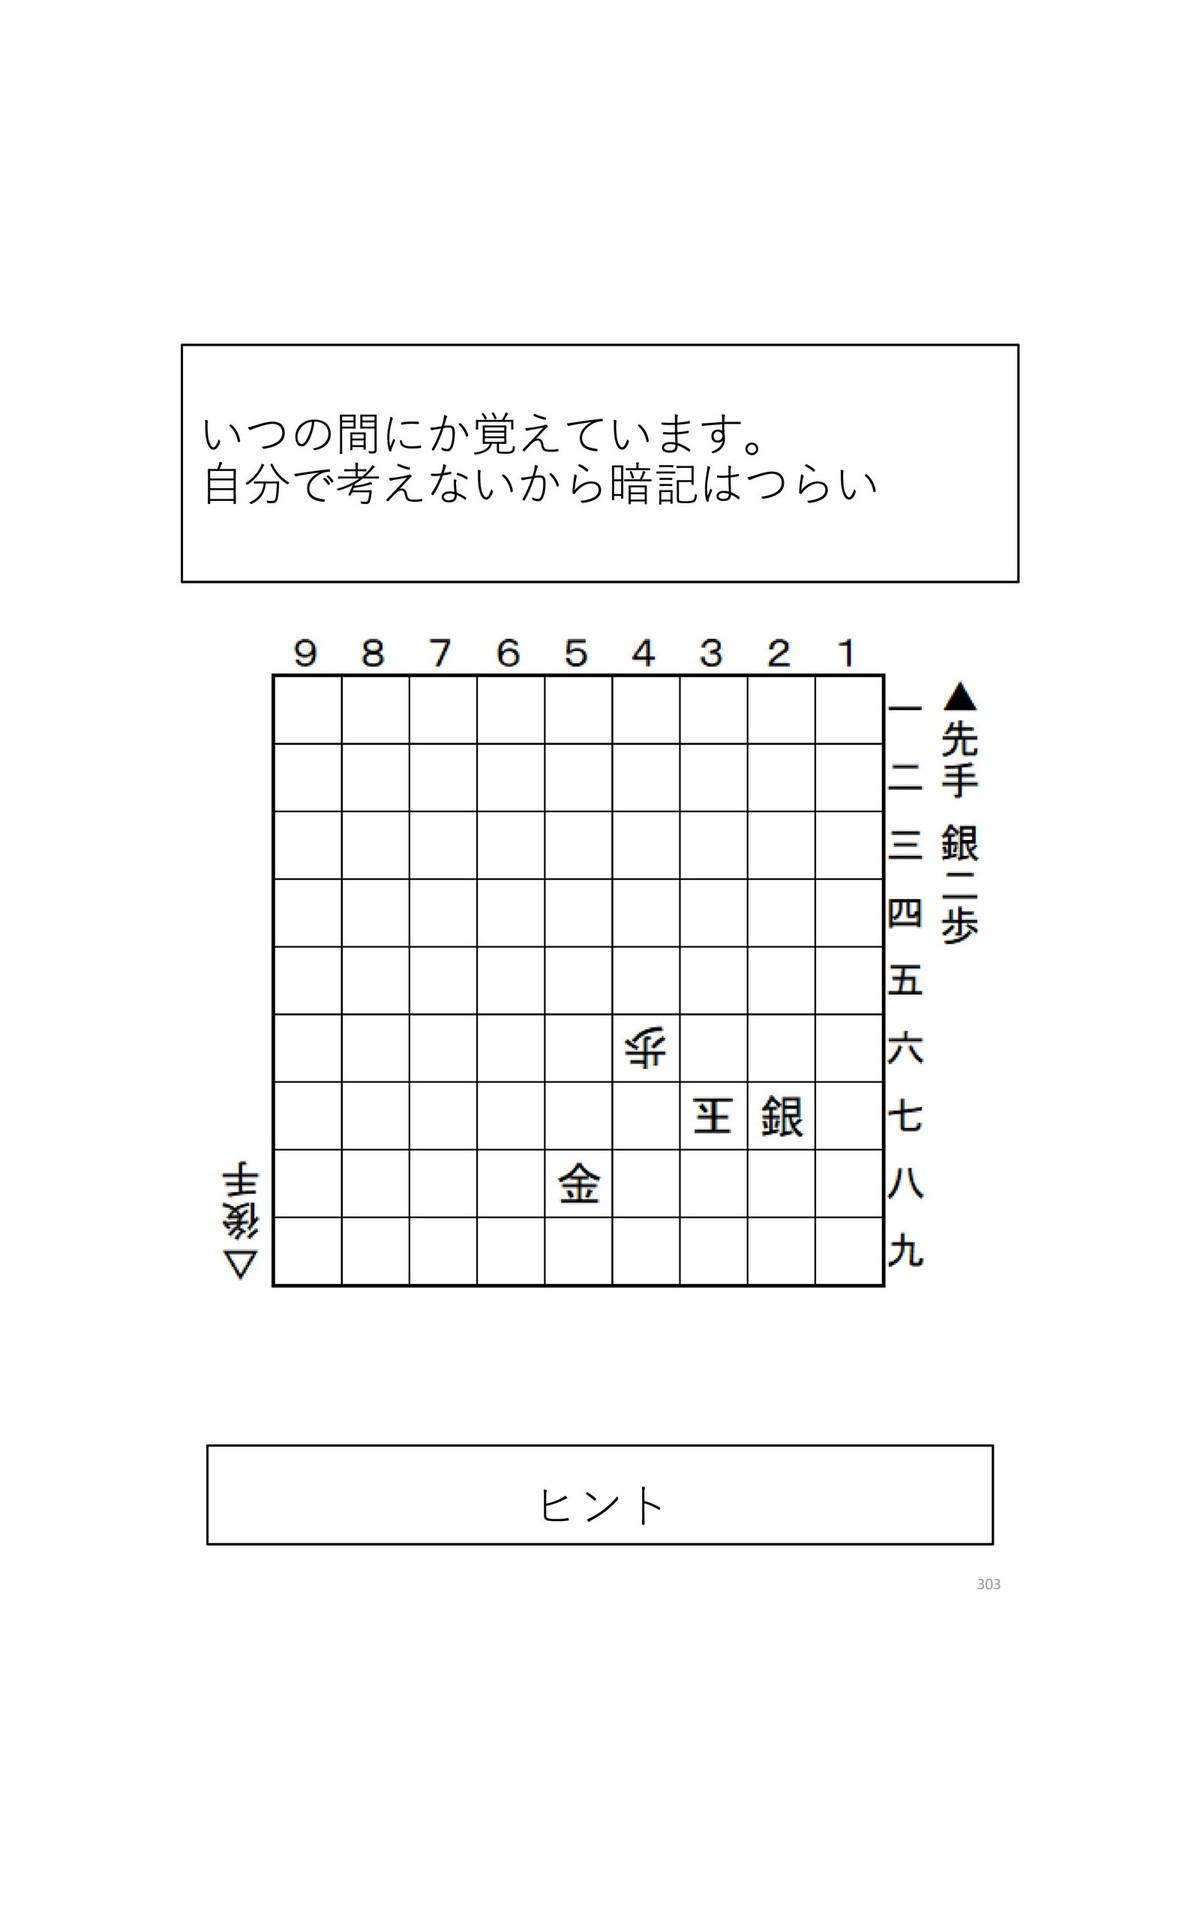 いつの間にか覚えています。
自分で考えないから暗記はつらい
9 8 7 6 5 4 3 2 1
一
二
三
四
五
六
七
八
九
▲先手 銀二歩
歩
王 銀
金
△後手
ヒント
303